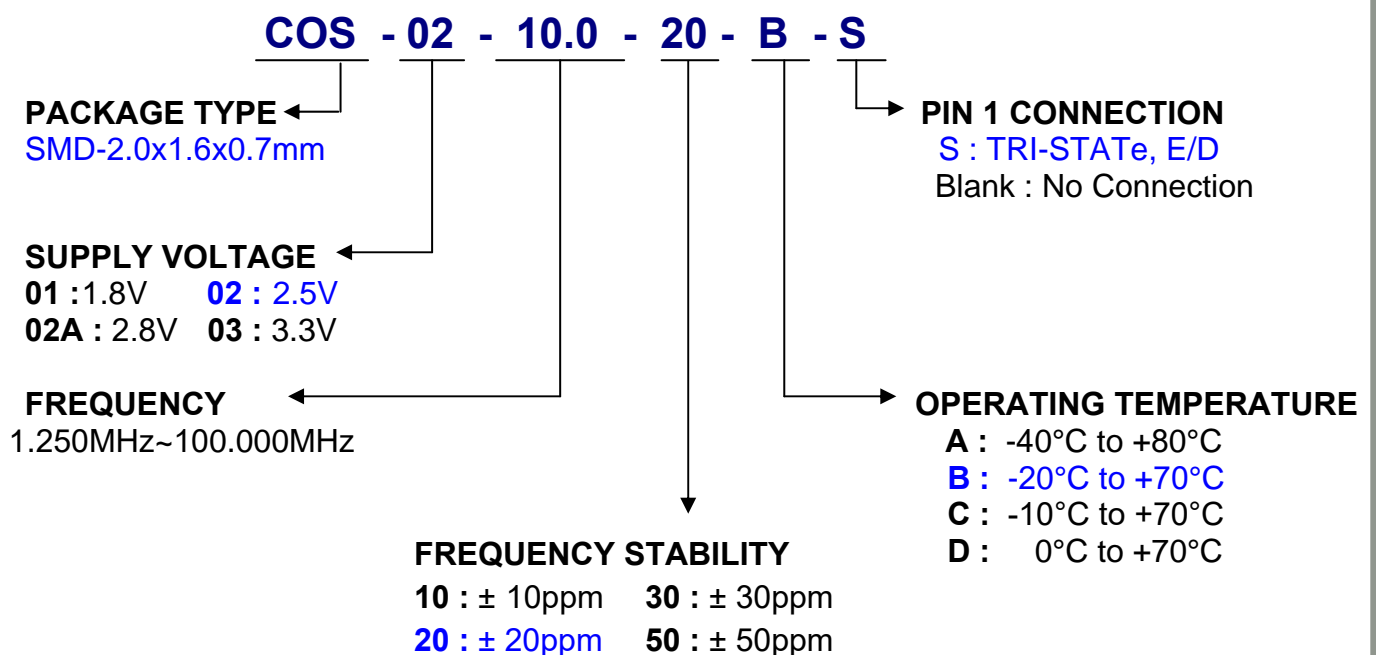 COS - 02 - 10.0 - 20 - B - S
PACKAGE TYPE
SMD-2.0x1.6x0.7mm
PIN 1 CONNECTION
S : TRI-STATe, E/D
Blank : No Connection
SUPPLY VOLTAGE
01 :1.8V 02 : 2.5V
02A : 2.8V 03 : 3.3V
FREQUENCY
1.250MHz~100.000MHz
OPERATING TEMPERATURE
A : -40°C to +80°C
B : -20°C to +70°C
C : -10°C to +70°C
D : 0°C to +70°C
FREQUENCY STABILITY
10 : ± 10ppm 30 : ± 30ppm
20 : ± 20ppm 50 : ± 50ppm